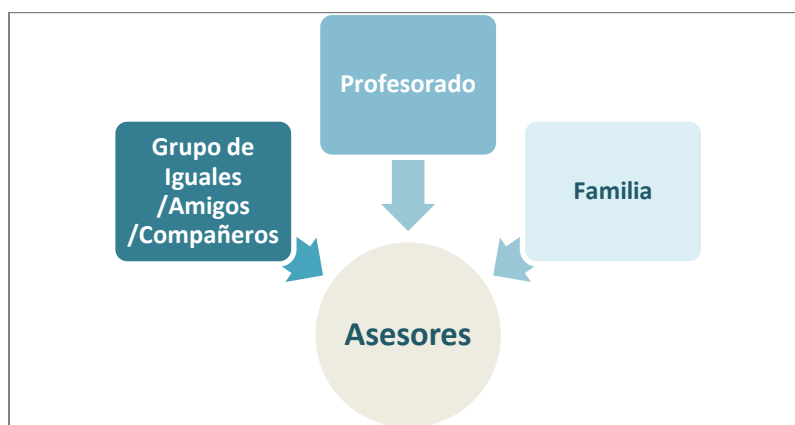 Profesorado
Grupo de
Iguales
/Amigos
/Compañeros
Familia
Asesores